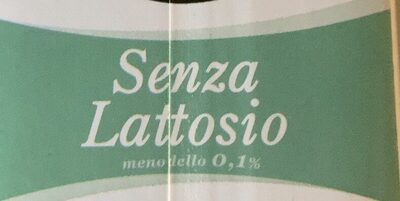 Senza
Lattosio
meno dello 0,1%